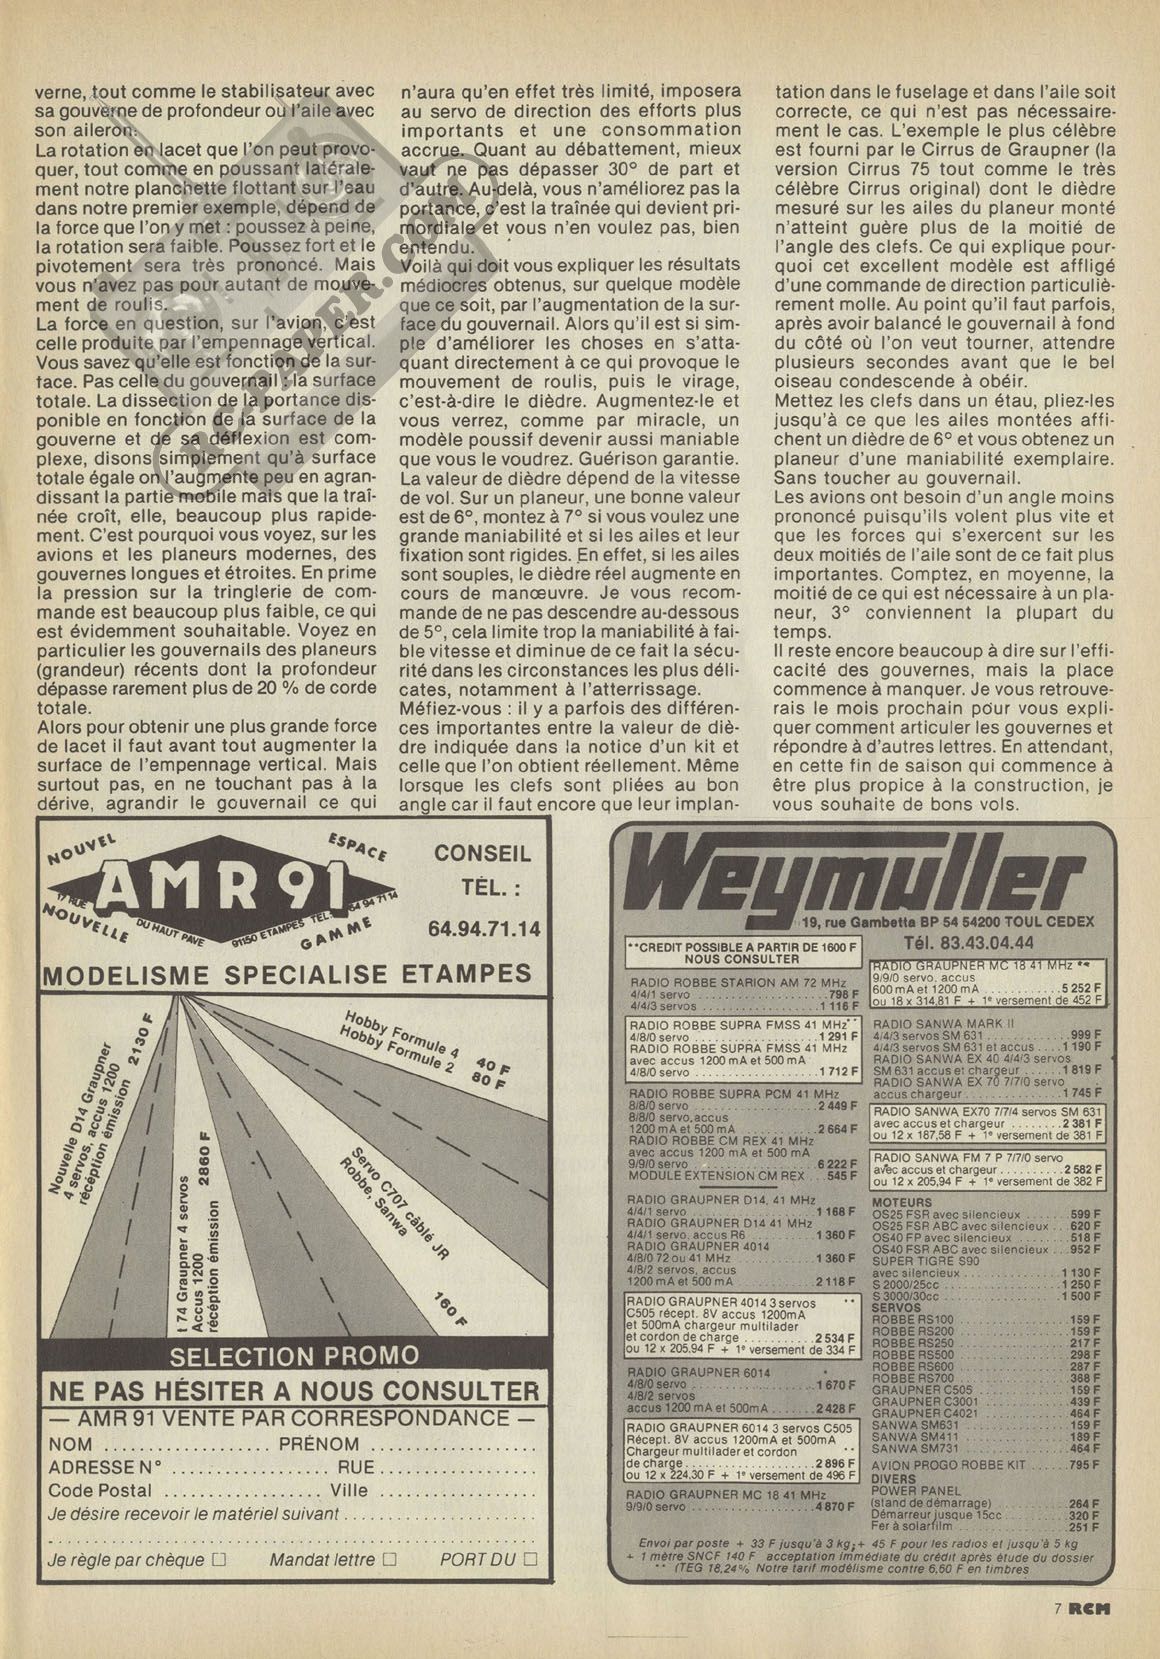 verne, tout comme le stabilisateur avec
sa gouverne de profondeur ou l'aile avec
son aileron.
La rotation en lacet que l'on peut provo-
quer, tout comme en poussant latérale-
ment notre planchette flottant sur l'eau
dans notre premier exemple, dépend de
la force que l'on y met : poussez à peine,
la rotation sera faible. Poussez fort et le
pivotement sera très prononcé. Mais
vous n'avez pas pour autant de mouve-
ment de roulis.
La force en question, sur l'avion, c'est
celle produite par l'empennage vertical.
Vous savez qu'elle est fonction de la sur-
face. Pas celle du gouvernail ; la surface
totale. La dissection de la portance dis-
ponible en fonction de la surface de la
gouverne et de sa déflexion est com-
plexe, disons simplement qu'à surface
totale égale on l'augmente peu en agran-
dissant la partie mobile mais que la traî-
née croît, elle, beaucoup plus rapide-
ment. C'est pourquoi vous voyez, sur les
avions et les planeurs modernes, des
gouvernes longues et étroites. En prime
la pression sur la tringlerie de com-
mande est beaucoup plus faible, ce qui
est évidemment souhaitable. Voyez en
particulier les gouvernails des planeurs
(grandeur) récents dont la profondeur
dépasse rarement plus de 20 % de corde
totale.
Alors pour obtenir une plus grande force
de lacet il faut avant tout augmenter la
surface de l'empennage vertical. Mais
surtout pas, en ne touchant pas à la
dérive, agrandir le gouvernail ce qui
n'aura qu'en effet très limité, imposera
au servo de direction des efforts plus
importants et une consommation
accrue. Quant au débattement, mieux
vaut ne pas dépasser 30° de part et
d'autre. Au-delà, vous n'améliorez pas la
portance, c'est la traînée qui devient pri-
mordiale et vous n'en voulez pas, bien
entendu.
Voilà qui doit vous expliquer les résultats
médiocres obtenus, sur quelque modèle
que ce soit, par l'augmentation de la sur-
face du gouvernail. Alors qu'il est si sim-
ple d'améliorer les choses en s'atta-
quant directement à ce qui provoque le
mouvement de roulis, puis le virage,
c'est-à-dire le dièdre. Augmentez-le et
vous verrez, comme par miracle, un
modèle poussif devenir aussi maniable
que vous le voudrez. Guérison garantie.
La valeur de dièdre dépend de la vitesse
de vol. Sur un planeur, une bonne valeur
est de 6°, montez à 7° si vous voulez une
grande maniabilité et si les ailes et leur
fixation sont rigides. En effet, si les ailes
sont souples, le dièdre réel augmente en
cours de manœuvre. Je vous recom-
mande de ne pas descendre au-dessous
de 5°, cela limite trop la maniabilité à fai-
ble vitesse et diminue de ce fait la sécu-
rité dans les circonstances les plus déli-
cates, notamment à l'atterrissage.
Méfiez-vous : il y a parfois des différen-
ces importantes entre la valeur de diè-
dre indiquée dans la notice d'un kit et
celle que l'on obtient réellement. Même
lorsque les clefs sont pliées au bon
angle car il faut encore que leur implan-
tation dans le fuselage et dans l'aile soit
correcte, ce qui n'est pas nécessaire-
ment le cas. L'exemple le plus célèbre
est fourni par le Cirrus de Graupner (la
version Cirrus 75 tout comme le très
célèbre Cirrus original) dont le dièdre
mesuré sur les ailes du planeur monté
n'atteint guère plus de la moitié de
l'angle des clefs. Ce qui explique pour-
quoi cet excellent modèle est affligé
d'une commande de direction particuliè-
rement molle. Au point qu'il faut parfois,
après avoir balancé le gouvernail à fond
du côté où l'on veut tourner, attendre
plusieurs secondes avant que le bel
oiseau condescende à obéir.
Mettez les clefs dans un étau, pliez-les
jusqu'à ce que les ailes montées affi-
chent un dièdre de 6° et vous obtenez un
planeur d'une maniabilité exemplaire.
Sans toucher au gouvernail.
Les avions ont besoin d'un angle moins
prononcé puisqu'ils volent plus vite et
que les forces qui s'exercent sur les
deux moitiés de l'aile sont de ce fait plus
importantes. Comptez, en moyenne, la
moitié de ce qui est nécessaire à un pla-
neur, 3° conviennent la plupart du
temps.
Il reste encore beaucoup à dire sur l'effi-
cacité des gouvernes, mais la place
commence à manquer. Je vous retrouve-
rais le mois prochain pour vous expli-
quer comment articuler les gouvernes et
répondre à d'autres lettres. En attendant,
en cette fin de saison qui commence à
être plus propice à la construction, je
vous souhaite de bons vols.
RCPAPER.COM
NOUVEL ESPACE
AMR 91
NOUVELLE GAMME
17 RUE DU HAUT PAVE 91150 ETAMPES TEL: 64 94 71 14
CONSEIL
TÉL. :
64.94.71.14
MODELISME SPECIALISE ETAMPES
Nouvelle D14 Graupner
4 servos, accus 1200
réception émission 2130 F
t 74 Graupner 4 servos
Accus 1200
réception émission 2860 F
Servo C707 câblé JR
Robbe, Sanwa
160 F
Hobby Formule 4 40 F
Hobby Formule 2 80 F
SELECTION PROMO
NE PAS HÉSITER A NOUS CONSULTER
— AMR 91 VENTE PAR CORRESPONDANCE —
NOM .................... PRÉNOM ....................
ADRESSE N° .................. RUE ....................
Code Postal .................. Ville ....................
Je désire recevoir le matériel suivant .......................
Je règle par chèque □ Mandat lettre □ PORT DU □
Weymuller
19, rue Gambetta BP 54 54200 TOUL CEDEX
Tél. 83.43.04.44
**CREDIT POSSIBLE A PARTIR DE 1600 F
NOUS CONSULTER
RADIO ROBBE STARION AM 72 MHz
4/4/1 servo .......... 798 F
4/4/3 servos .......... 1 116 F
RADIO ROBBE SUPRA FMSS 41 MHz**
4/8/0 servo .......... 1 291 F
RADIO ROBBE SUPRA FMSS 41 MHz
avec accus 1200 mA et 500 mA
4/8/0 servo .......... 1 712 F
RADIO ROBBE SUPRA PCM 41 MHz
8/8/0 servo .......... 2 449 F
8/8/0 servo, accus
1200 mA et 500 mA .......... 2 664 F
RADIO ROBBE CM REX 41 MHz
avec accus 1200 mA et 500 mA
9/9/0 servo .......... 6 222 F
MODULE EXTENSION CM REX ... 545 F
RADIO GRAUPNER D14, 41 MHz
4/4/1 servo .......... 1 168 F
RADIO GRAUPNER D14 41 MHz
4/4/1 servo, accus R6 .......... 1 360 F
RADIO GRAUPNER 4014
4/8/0 72 ou 41 MHz .......... 1 360 F
4/8/2 servos, accus
1200 mA et 500 mA .......... 2 118 F
RADIO GRAUPNER 4014 3 servos **
C505 récept. 8V accus 1200mA
et 500mA chargeur multilader
et cordon de charge .......... 2 534 F
ou 12 x 205,94 F + 1e versement de 334 F
RADIO GRAUPNER 6014 *
4/8/0 servo .......... 1 670 F
4/8/2 servos
accus 1200 mA et 500mA .......... 2 428 F
RADIO GRAUPNER 6014 3 servos C505
Récept. 8V accus 1200mA et 500mA
Chargeur multilader et cordon **
de charge .......... 2 896 F
ou 12 x 224,30 F + 1e versement de 496 F
RADIO GRAUPNER MC 18 41 MHz
9/9/0 servo .......... 4 870 F
RADIO GRAUPNER MC 18 41 MHz **
9/9/0 servo, accus
600 mA et 1200 mA .......... 5 252 F
ou 18 x 314,81 F + 1e versement de 452 F
RADIO SANWA MARK II
4/4/3 servos SM 631 .......... 999 F
4/4/3 servos SM 631 et accus .... 1 190 F
RADIO SANWA EX 40 4/4/3 servos
SM 631 accus et chargeur .......... 1 819 F
RADIO SANWA EX 70 7/7/0 servo
accus chargeur .......... 1 745 F
RADIO SANWA EX70 7/7/4 servos SM 631
avec accus et chargeur .......... 2 381 F
ou 12 x 187,58 F + 1e versement de 381 F
RADIO SANWA FM 7 P 7/7/0 servo
avec accus et chargeur .......... 2 582 F
ou 12 x 205,94 F + 1e versement de 382 F
MOTEURS
OS25 FSR avec silencieux .... 599 F
OS25 FSR ABC avec silencieux ... 620 F
OS40 FP avec silencieux .......... 518 F
OS40 FSR ABC avec silencieux ... 952 F
SUPER TIGRE S90
avec silencieux .......... 1 130 F
S 2000/25cc .......... 1 250 F
S 3000/30cc .......... 1 500 F
SERVOS
ROBBE RS100 .......... 159 F
ROBBE RS200 .......... 159 F
ROBBE RS250 .......... 217 F
ROBBE RS500 .......... 298 F
ROBBE RS600 .......... 287 F
ROBBE RS700 .......... 368 F
GRAUPNER C505 .......... 159 F
GRAUPNER C3001 .......... 439 F
GRAUPNER C4021 .......... 464 F
SANWA SM631 .......... 159 F
SANWA SM411 .......... 189 F
SANWA SM731 .......... 464 F
AVION PROGO ROBBE KIT .......... 795 F
DIVERS
POWER PANEL
(stand de démarrage) .......... 264 F
Démarreur jusque 15cc .......... 320 F
Fer à solarfilm .......... 251 F
Envoi par poste + 33 F jusqu'à 3 kg; + 45 F pour les radios et jusqu'à 5 kg
+ 1 mètre SNCF 140 F acceptation immédiate du crédit après étude du dossier
** (TEG 18,24% Notre tarif modélisme contre 6,60 F en timbres
7 RCM